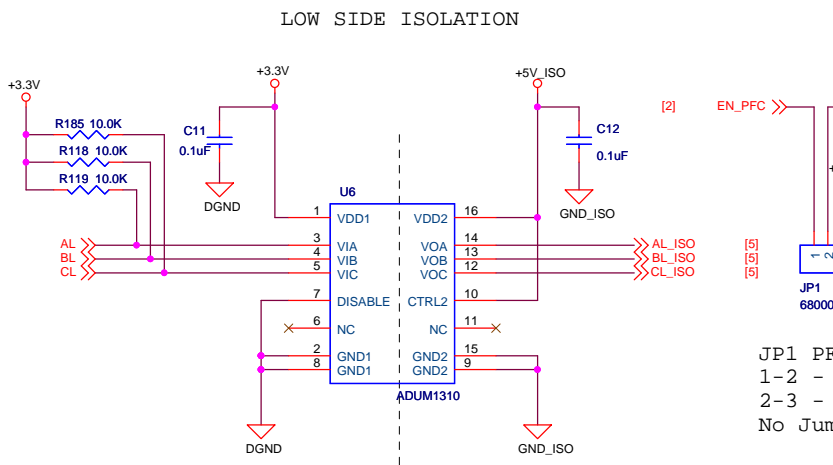 LOW SIDE ISOLATION
+3.3V
+3.3V
+5V_ISO
[2]
EN_PFC
R185 10.0K
R118 10.0K
R119 10.0K
C11
0.1uF
C12
0.1uF
DGND
GND_ISO
U6
1 VDD1 VDD2 16
AL 3 VIA VOA 14 AL_ISO [5]
BL 4 VIB VOB 13 BL_ISO [5]
CL 5 VIC VOC 12 CL_ISO [5]
7 DISABLE CTRL2 10
6 NC NC 11
2 GND1 GND2 15
8 GND1 GND2 9
ADUM1310
DGND
GND_ISO
+
1
2
JP1
68000
JP1 PF
1-2 -
2-3 -
No Jum